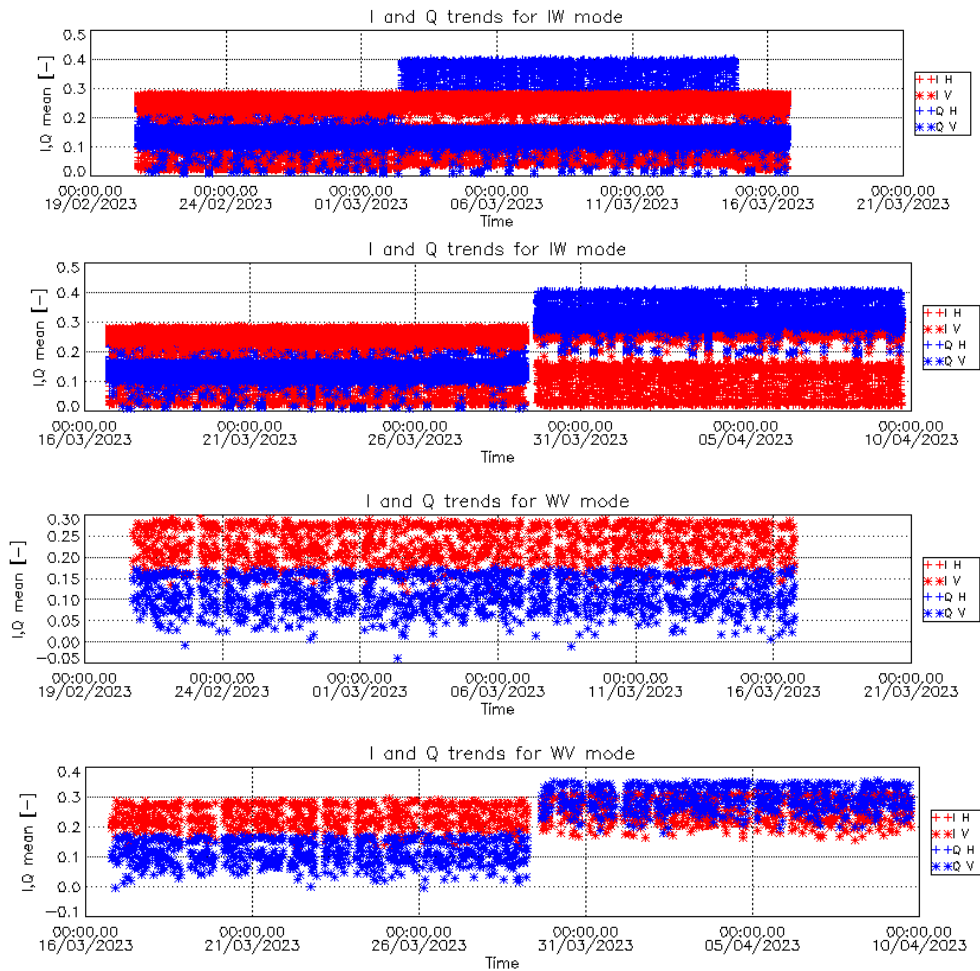 I and Q trends for IW mode
0.5
0.4
0.3
0.2
0.1
0.0
I,Q mean [-]
++I H
**I V
++Q H
**Q V
00:00.00 00:00.00 00:00.00 00:00.00 00:00.00 00:00.00 00:00.00
19/02/2023 24/02/2023 01/03/2023 06/03/2023 11/03/2023 16/03/2023 21/03/2023
Time
I and Q trends for IW mode
0.5
0.4
0.3
0.2
0.1
0.0
I,Q mean [-]
++I H
**I V
++Q H
**Q V
00:00.00 00:00.00 00:00.00 00:00.00 00:00.00 00:00.00
16/03/2023 21/03/2023 26/03/2023 31/03/2023 05/04/2023 10/04/2023
Time
I and Q trends for WV mode
0.30
0.25
0.20
0.15
0.10
0.05
0.00
-0.05
I,Q mean [-]
++I H
**I V
++Q H
**Q V
00:00.00 00:00.00 00:00.00 00:00.00 00:00.00 00:00.00 00:00.00
19/02/2023 24/02/2023 01/03/2023 06/03/2023 11/03/2023 16/03/2023 21/03/2023
Time
I and Q trends for WV mode
0.4
0.3
0.2
0.1
0.0
-0.1
I,Q mean [-]
++I H
**I V
++Q H
**Q V
00:00.00 00:00.00 00:00.00 00:00.00 00:00.00 00:00.00
16/03/2023 21/03/2023 26/03/2023 31/03/2023 05/04/2023 10/04/2023
Time